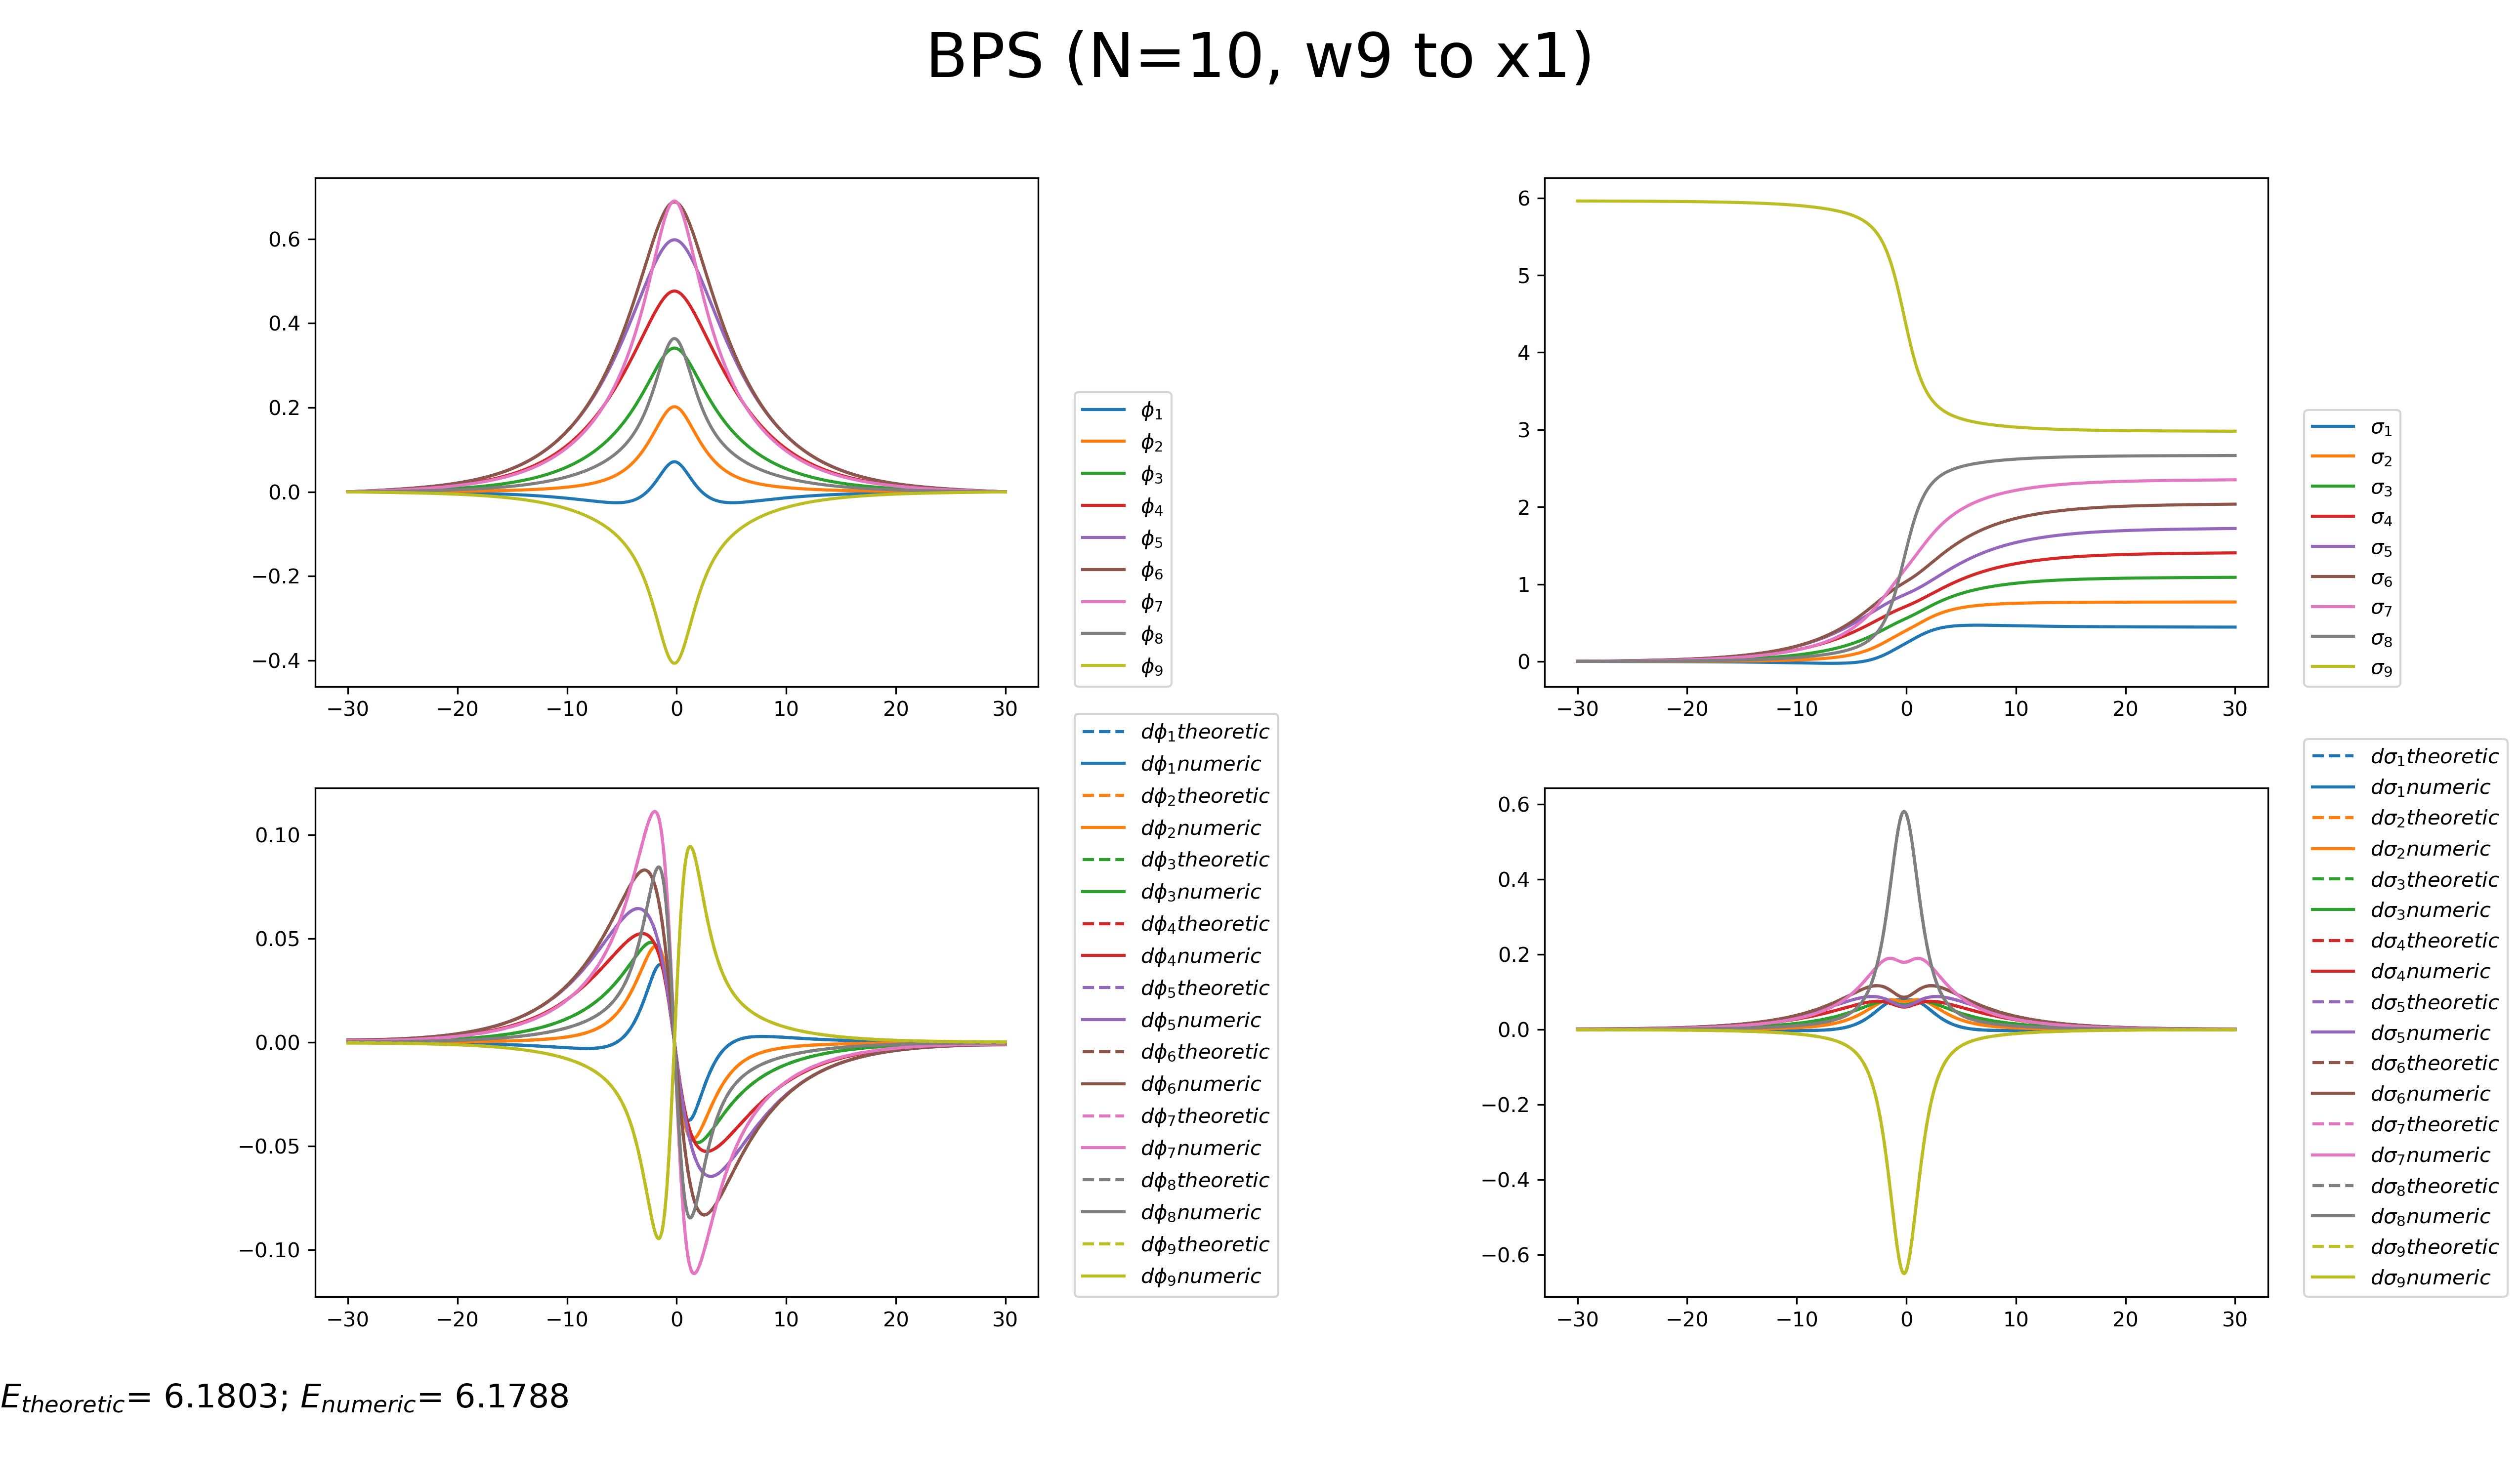 BPS (N=10, w9 to x1)
0.6
0.4
0.2
0.0
−0.2
−0.4
−30 −20 −10 0 10 20 30
ϕ1
ϕ2
ϕ3
ϕ4
ϕ5
ϕ6
ϕ7
ϕ8
ϕ9
6
5
4
3
2
1
0
−30 −20 −10 0 10 20 30
σ1
σ2
σ3
σ4
σ5
σ6
σ7
σ8
σ9
0.10
0.05
0.00
−0.05
−0.10
−30 −20 −10 0 10 20 30
dϕ1theoretic
dϕ1numeric
dϕ2theoretic
dϕ2numeric
dϕ3theoretic
dϕ3numeric
dϕ4theoretic
dϕ4numeric
dϕ5theoretic
dϕ5numeric
dϕ6theoretic
dϕ6numeric
dϕ7theoretic
dϕ7numeric
dϕ8theoretic
dϕ8numeric
dϕ9theoretic
dϕ9numeric
0.6
0.4
0.2
0.0
−0.2
−0.4
−0.6
−30 −20 −10 0 10 20 30
dσ1theoretic
dσ1numeric
dσ2theoretic
dσ2numeric
dσ3theoretic
dσ3numeric
dσ4theoretic
dσ4numeric
dσ5theoretic
dσ5numeric
dσ6theoretic
dσ6numeric
dσ7theoretic
dσ7numeric
dσ8theoretic
dσ8numeric
dσ9theoretic
dσ9numeric
Etheoretic= 6.1803; Enumeric= 6.1788